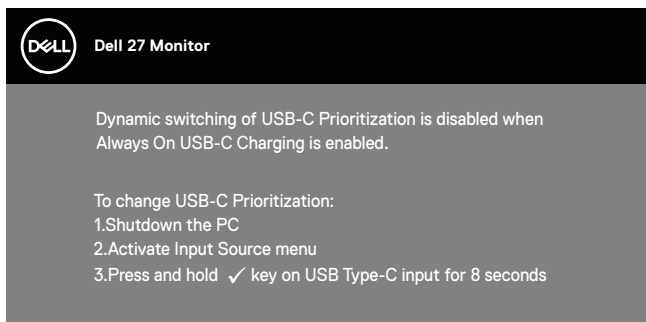 DELL
Dell 27 Monitor
Dynamic switching of USB-C Prioritization is disabled when
Always On USB-C Charging is enabled.
To change USB-C Prioritization:
1.Shutdown the PC
2.Activate Input Source menu
3.Press and hold ✓ key on USB Type-C input for 8 seconds